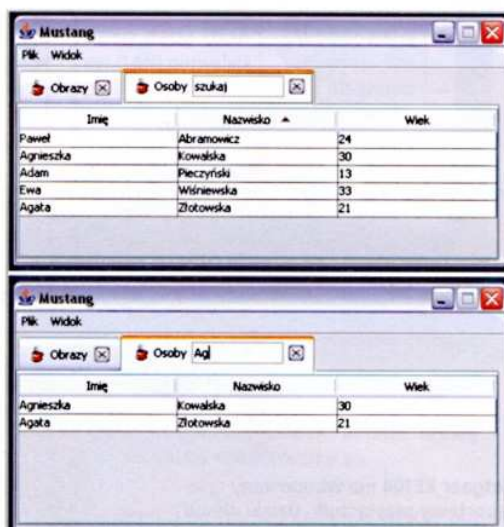 Mustang
Plik Widok
Obrazy Osoby szukaj
Imię Nazwisko Wiek
Paweł Abramowicz 24
Agnieszka Kowalska 30
Adam Pieczyński 13
Ewa Wiśniewska 33
Agata Złotowska 21
Mustang
Plik Widok
Obrazy Osoby Ag
Imię Nazwisko Wiek
Agnieszka Kowalska 30
Agata Złotowska 21